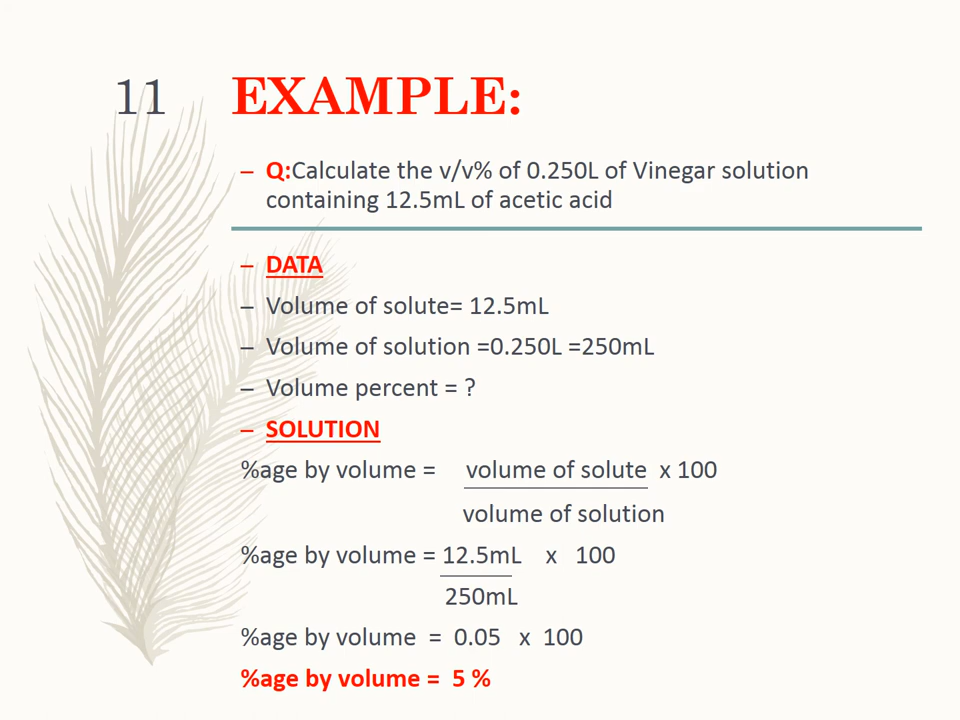 11 EXAMPLE:
– Q:Calculate the v/v% of 0.250L of Vinegar solution
containing 12.5mL of acetic acid
– DATA
– Volume of solute= 12.5mL
– Volume of solution =0.250L =250mL
– Volume percent = ?
– SOLUTION
%age by volume = volume of solute x 100
volume of solution
%age by volume = 12.5mL x 100
250mL
%age by volume = 0.05 x 100
%age by volume = 5 %